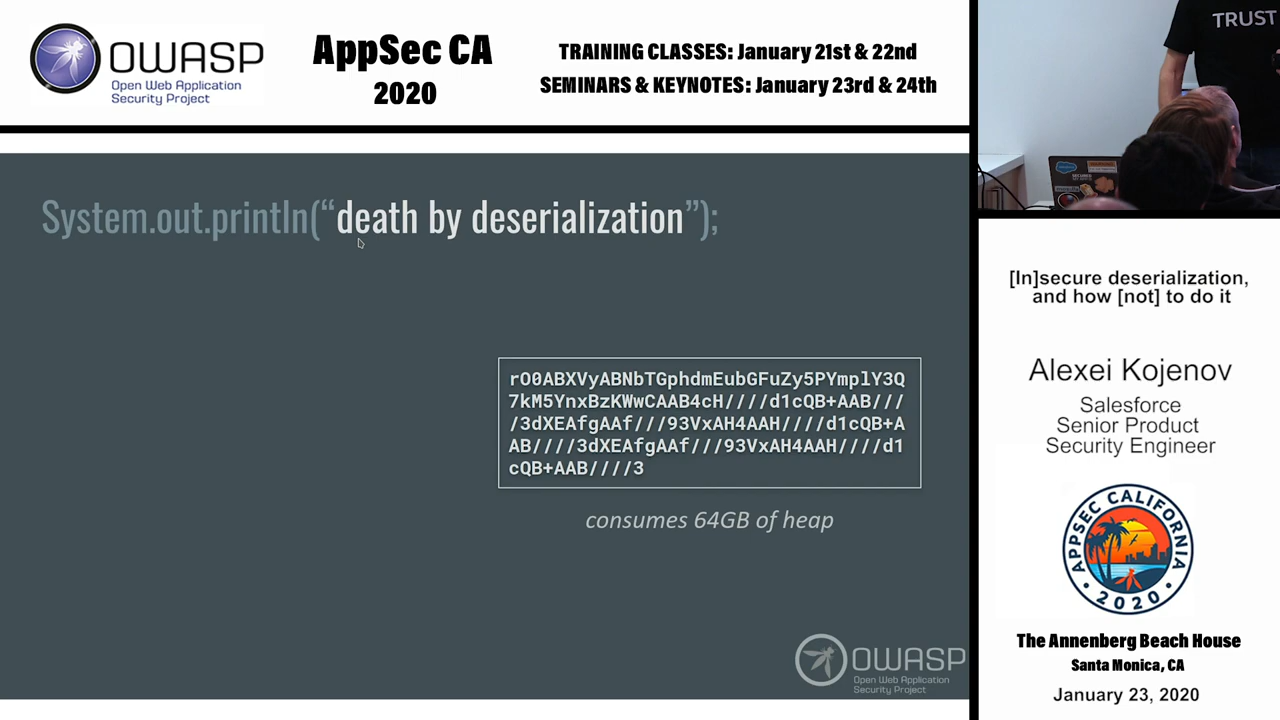 OWASP
Open Web Application
Security Project
AppSec CA
2020
TRAINING CLASSES: January 21st & 22nd
SEMINARS & KEYNOTES: January 23rd & 24th
TRUST
System.out.println(“death by deserialization”);
rO0ABXVyABNbTGphdmEubGFuZy5PYmplY3Q
7kM5YnxBzKWwCAAB4cH////d1cQB+AAB///
/3dXEAfgAAf///93VxAH4AAH////d1cQB+A
AB////3dXEAfgAAf///93VxAH4AAH////d1
cQB+AAB////3
consumes 64GB of heap
OWASP
Open Web Application
Security Project
[In]secure deserialization,
and how [not] to do it
Alexei Kojenov
Salesforce
Senior Product
Security Engineer
APPSEC CALIFORNIA
2020
The Annenberg Beach House
Santa Monica, CA
January 23, 2020